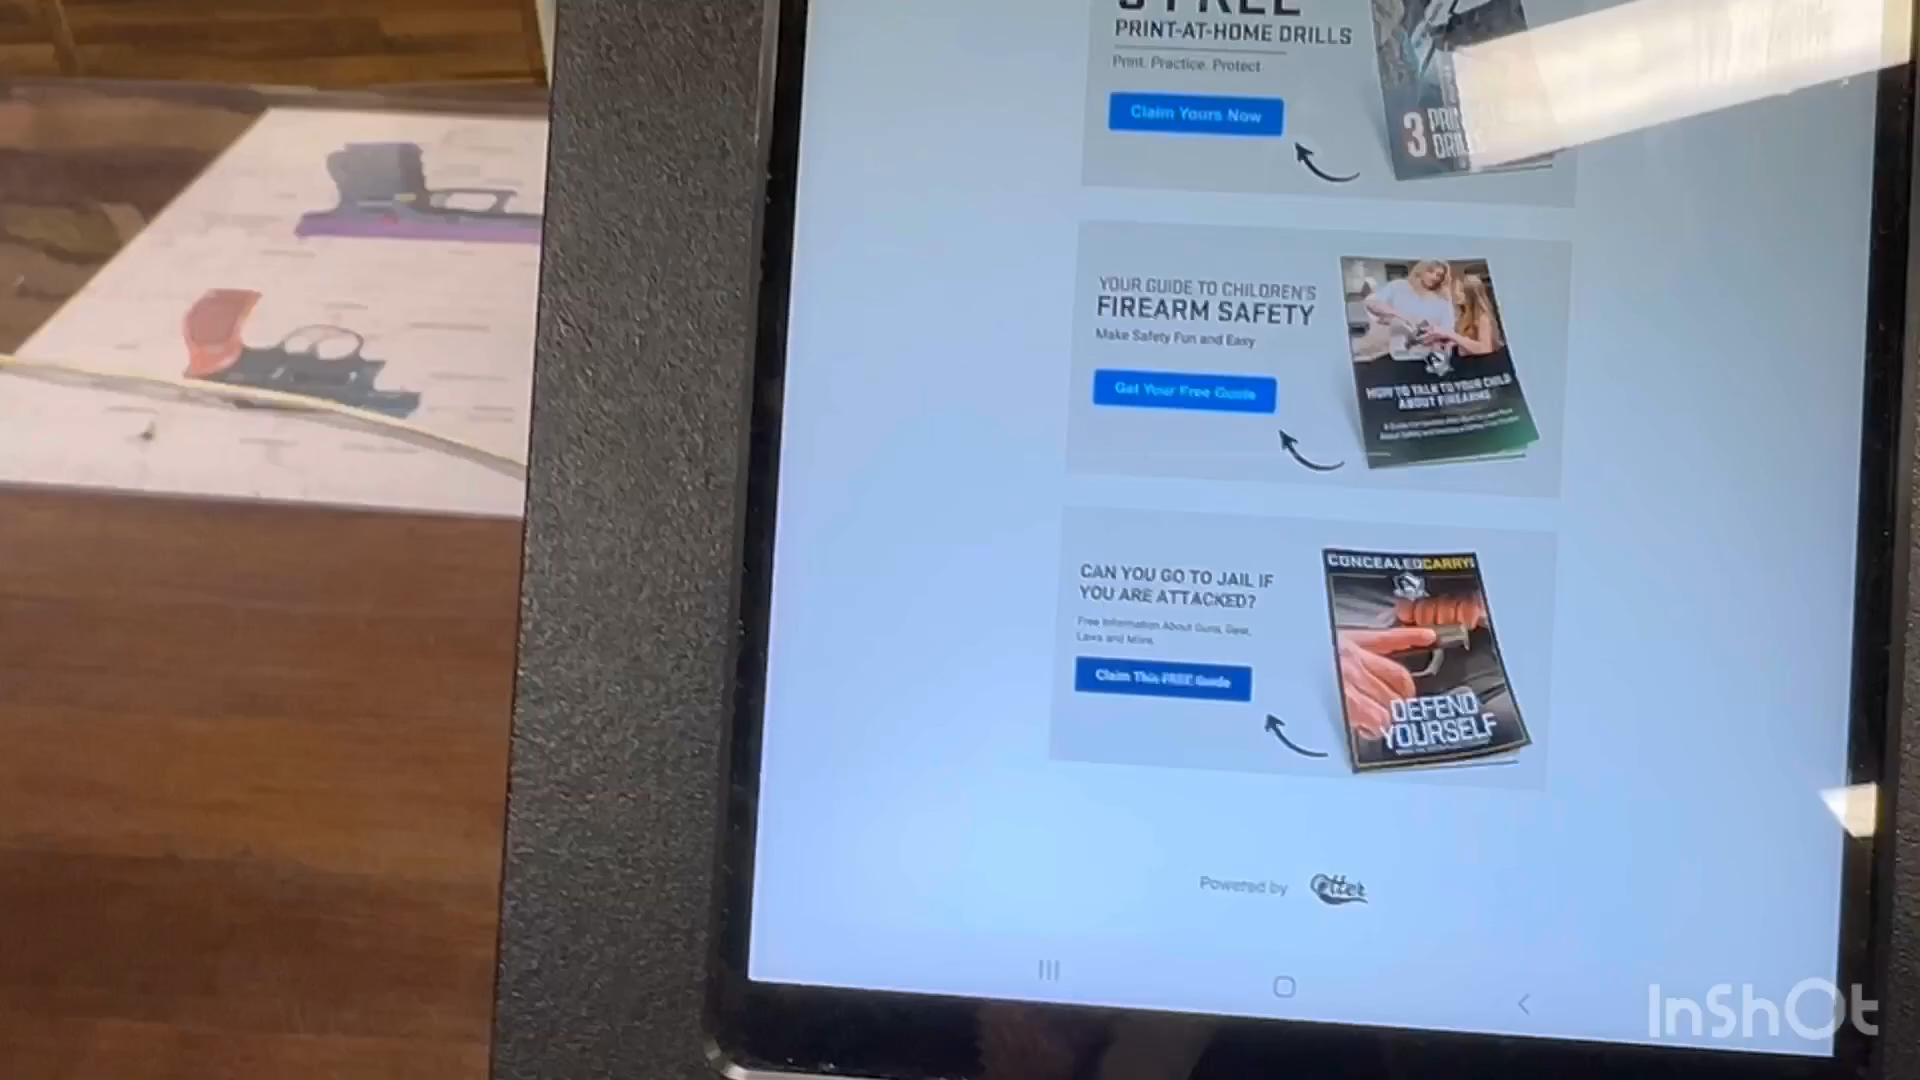 FREE
PRINT-AT-HOME DRILLS
Print. Practice. Protect
Claim Yours Now
3 PRINT
DRILLS
YOUR GUIDE TO CHILDREN'S
FIREARM SAFETY
Make Safety Fun and Easy
Get Your Free Guide
HOW TO TALK TO YOUR CHILD
ABOUT FIREARMS
CAN YOU GO TO JAIL IF
YOU ARE ATTACKED?
Free Information About Guns, Gear,
Laws and More
Claim This FREE Guide
CONCEALEDCARRY
DEFEND
YOURSELF
Powered by
InShOt